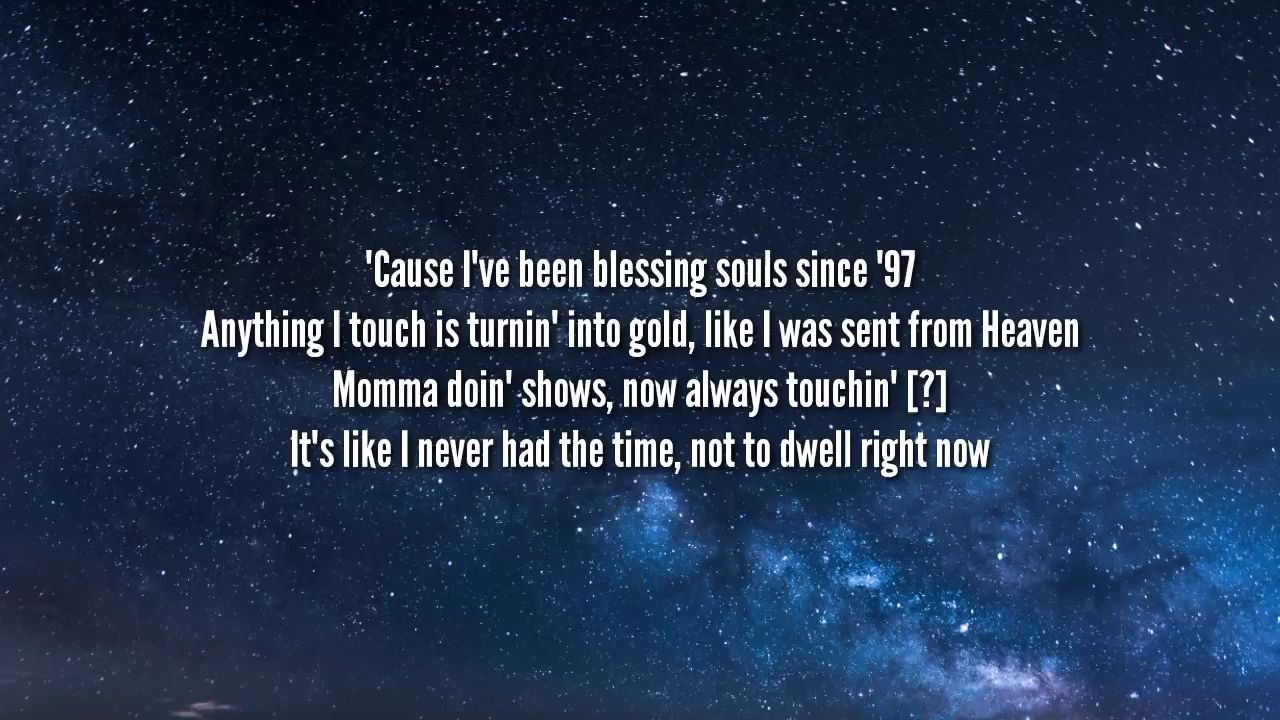 'Cause I've been blessing souls since '97
Anything I touch is turnin' into gold, like I was sent from Heaven
Momma doin' shows, now always touchin' [?]
It's like I never had the time, not to dwell right now